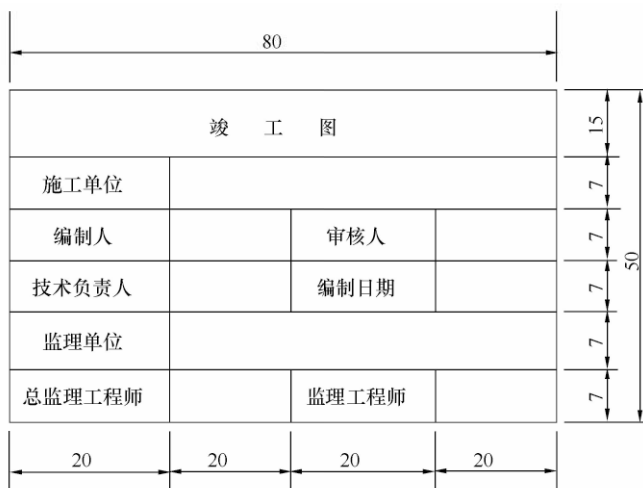 80
竣 工 图
15
施工单位
7
编制人 审核人
7
50
技术负责人 编制日期
7
监理单位
7
总监理工程师 监理工程师
7
20 20 20 20